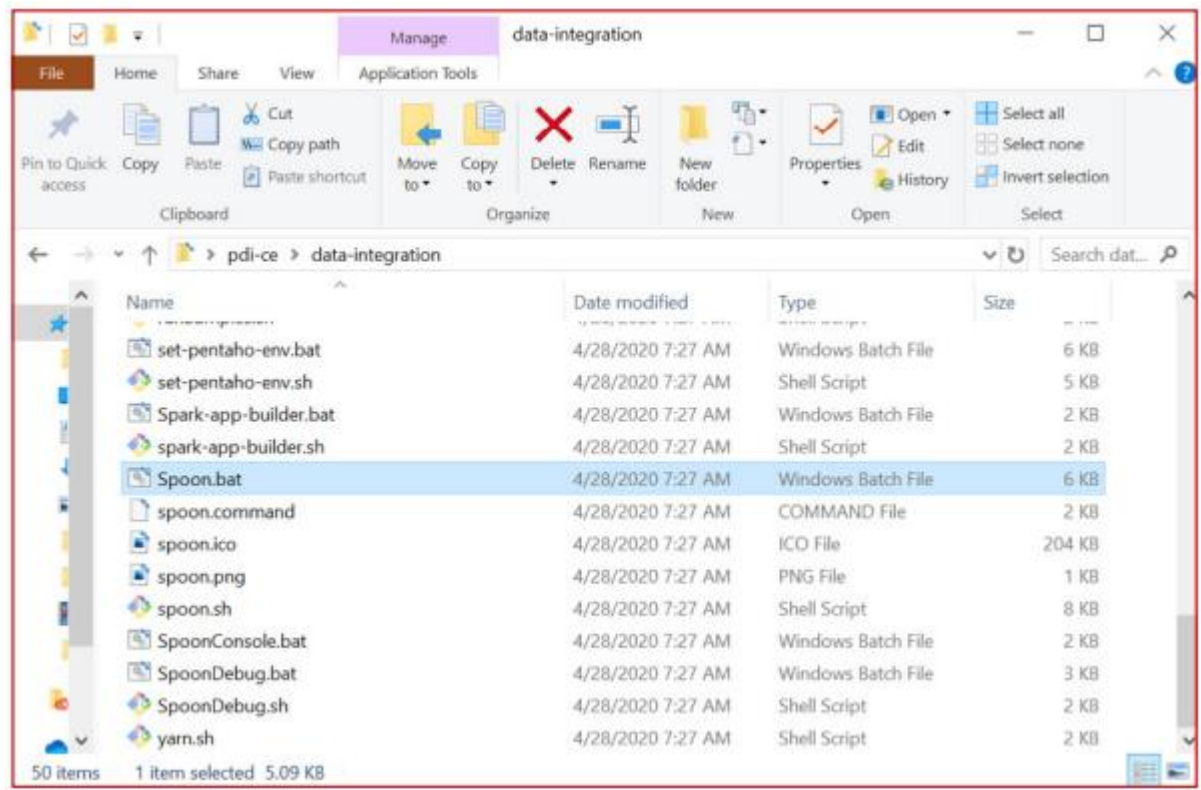 Manage data-integration
File Home Share View Application Tools
Pin to Quick access Copy Paste Cut Copy path Paste shortcut Move to Copy to Delete Rename New folder Properties Open Edit History Select all Select none Invert selection
Clipboard Organize New Open Select
pdi-ce > data-integration Search dat...
Name Date modified Type Size
set-pentaho-env.bat 4/28/2020 7:27 AM Windows Batch File 6 KB
set-pentaho-env.sh 4/28/2020 7:27 AM Shell Script 5 KB
Spark-app-builder.bat 4/28/2020 7:27 AM Windows Batch File 2 KB
spark-app-builder.sh 4/28/2020 7:27 AM Shell Script 2 KB
Spoon.bat 4/28/2020 7:27 AM Windows Batch File 6 KB
spoon.command 4/28/2020 7:27 AM COMMAND File 2 KB
spoon.ico 4/28/2020 7:27 AM ICO File 204 KB
spoon.png 4/28/2020 7:27 AM PNG File 1 KB
spoon.sh 4/28/2020 7:27 AM Shell Script 8 KB
SpoonConsole.bat 4/28/2020 7:27 AM Windows Batch File 2 KB
SpoonDebug.bat 4/28/2020 7:27 AM Windows Batch File 3 KB
SpoonDebug.sh 4/28/2020 7:27 AM Shell Script 2 KB
yarn.sh 4/28/2020 7:27 AM Shell Script 2 KB
50 items 1 item selected 5.09 KB